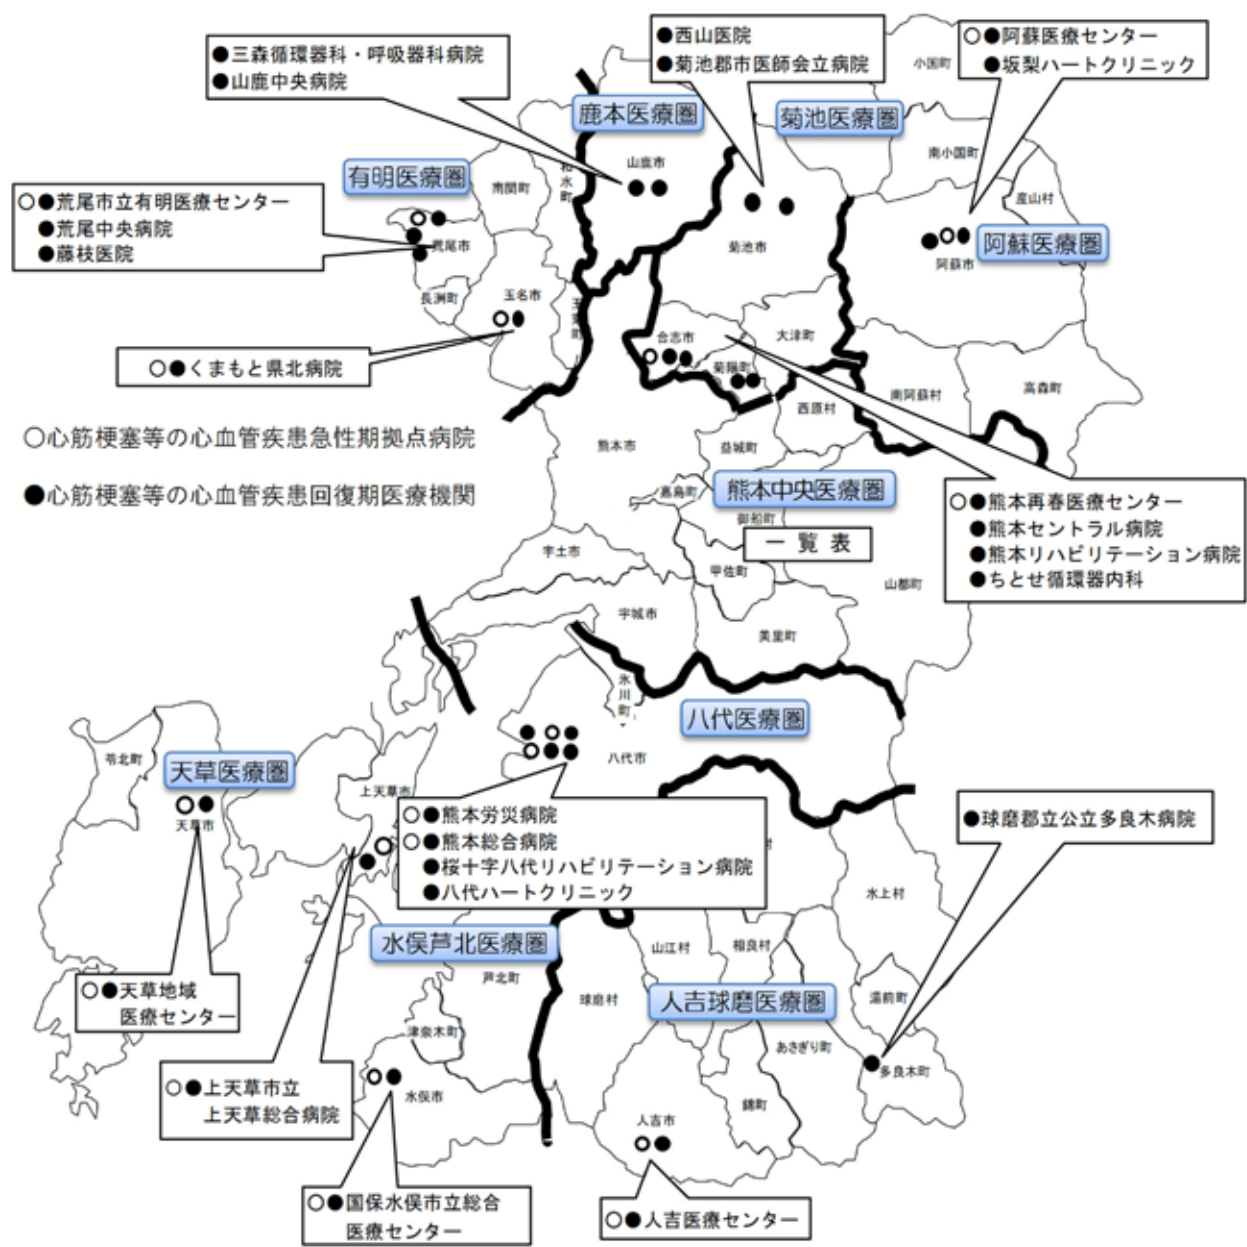 ●三森循環器科・呼吸器科病院
●山鹿中央病院
●西山医院
●菊池郡市医師会立病院
○●阿蘇医療センター
●坂梨ハートクリニック
小国町
鹿本医療圏
菊池医療圏
南小国町
産山村
有明医療圏
山鹿市
和水町
南関町
○●荒尾市立有明医療センター
●荒尾中央病院
●藤枝医院
荒尾市
菊池市
阿蘇医療圏
阿蘇市
長洲町
玉名市
玉東町
合志市
大津町
○●くまもと県北病院
菊陽町
西原村
南阿蘇村
高森町
○心筋梗塞等の心血管疾患急性期拠点病院
●心筋梗塞等の心血管疾患回復期医療機関
熊本市
益城町
嘉島町
熊本中央医療圏
御船町
一覧表
○●熊本再春医療センター
●熊本セントラル病院
●熊本リハビリテーション病院
●ちとせ循環器内科
宇土市
甲佐町
山都町
宇城市
美里町
氷川町
八代医療圏
八代市
苓北町
天草医療圏
天草市
上天草市
○●熊本労災病院
○●熊本総合病院
●桜十字八代リハビリテーション病院
●八代ハートクリニック
村
●球磨郡立公立多良木病院
水上村
水俣芦北医療圏
芦北町
山江村
相良村
球磨村
人吉球磨医療圏
湯前町
○●天草地域
医療センター
津奈木町
あさぎり町
多良木町
○●上天草市立
上天草総合病院
水俣市
人吉市
錦町
○●国保水俣市立総合
医療センター
○●人吉医療センター